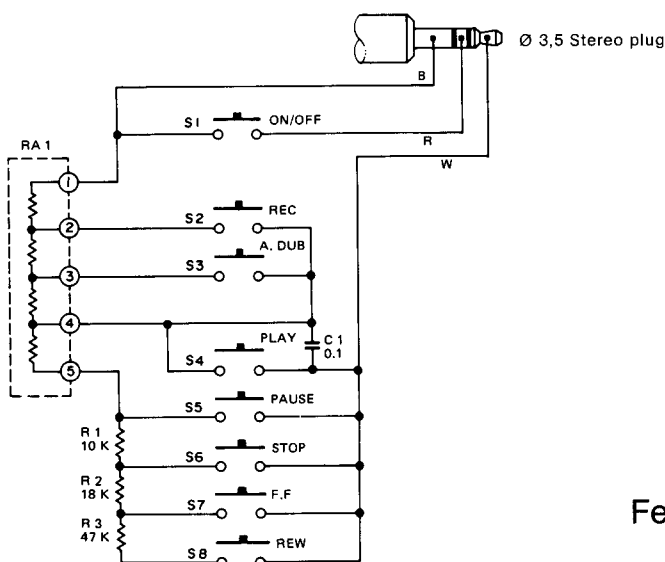 Ø 3,5 Stereo plug
B
S1 ON/OFF
R
W
RA 1
1
S2 REC
2
A. DUB
S3
3
4
PLAY
C 1
0.1
S4
5
PAUSE
S5
R 1
10 K
STOP
S6
R 2
18 K
F.F
S7
Fe
R 3
47 K
REW
S8